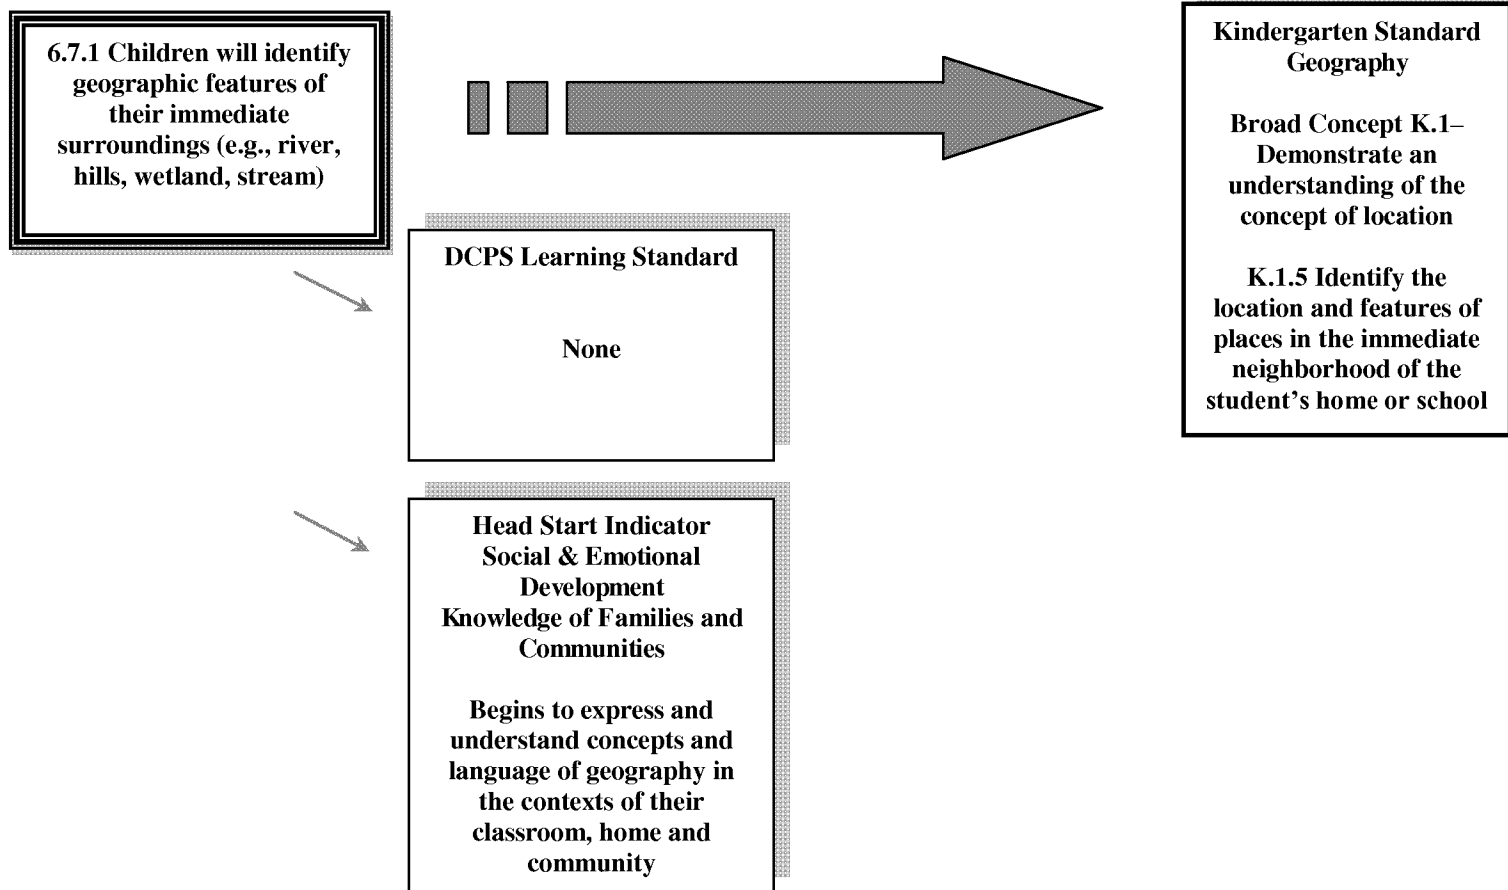 6.7.1 Children will identify
geographic features of
their immediate
surroundings (e.g., river,
hills, wetland, stream)
Kindergarten Standard
Geography
Broad Concept K.1–
Demonstrate an
understanding of the
concept of location
K.1.5 Identify the
location and features of
places in the immediate
neighborhood of the
student’s home or school
DCPS Learning Standard
None
Head Start Indicator
Social & Emotional
Development
Knowledge of Families and
Communities
Begins to express and
understand concepts and
language of geography in
the contexts of their
classroom, home and
community